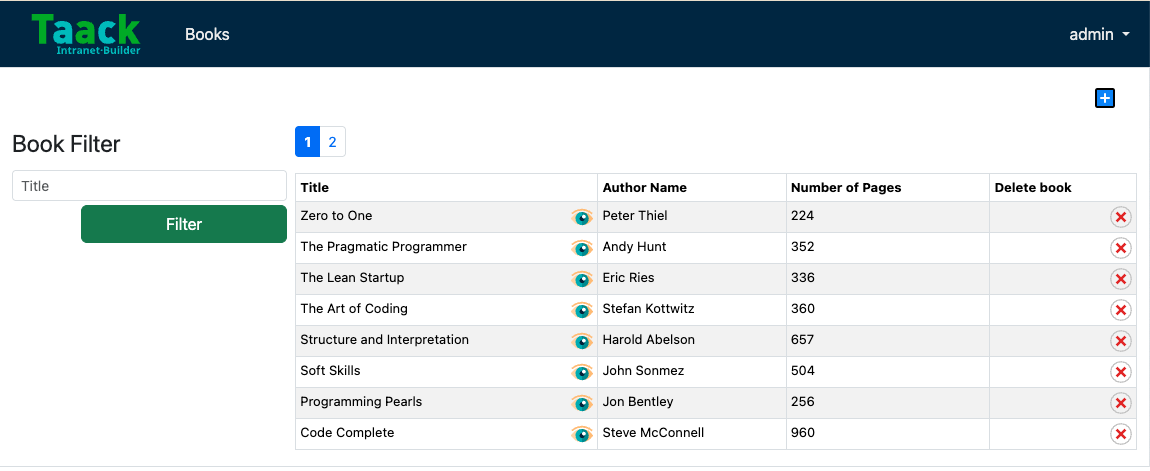 Taack
Intranet-Builder
Books
admin
Book Filter
Title
Filter
1 2
Title Author Name Number of Pages Delete book
Zero to One Peter Thiel 224
The Pragmatic Programmer Andy Hunt 352
The Lean Startup Eric Ries 336
The Art of Coding Stefan Kottwitz 360
Structure and Interpretation Harold Abelson 657
Soft Skills John Sonmez 504
Programming Pearls Jon Bentley 256
Code Complete Steve McConnell 960